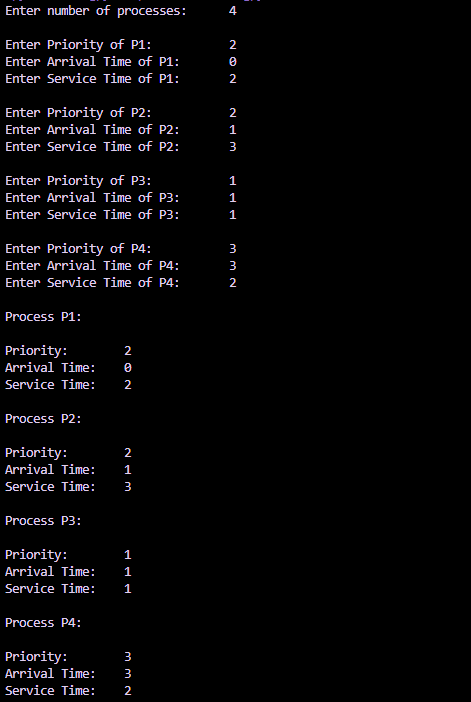 Enter number of processes: 4
Enter Priority of P1: 2
Enter Arrival Time of P1: 0
Enter Service Time of P1: 2
Enter Priority of P2: 2
Enter Arrival Time of P2: 1
Enter Service Time of P2: 3
Enter Priority of P3: 1
Enter Arrival Time of P3: 1
Enter Service Time of P3: 1
Enter Priority of P4: 3
Enter Arrival Time of P4: 3
Enter Service Time of P4: 2
Process P1:
Priority: 2
Arrival Time: 0
Service Time: 2
Process P2:
Priority: 2
Arrival Time: 1
Service Time: 3
Process P3:
Priority: 1
Arrival Time: 1
Service Time: 1
Process P4:
Priority: 3
Arrival Time: 3
Service Time: 2